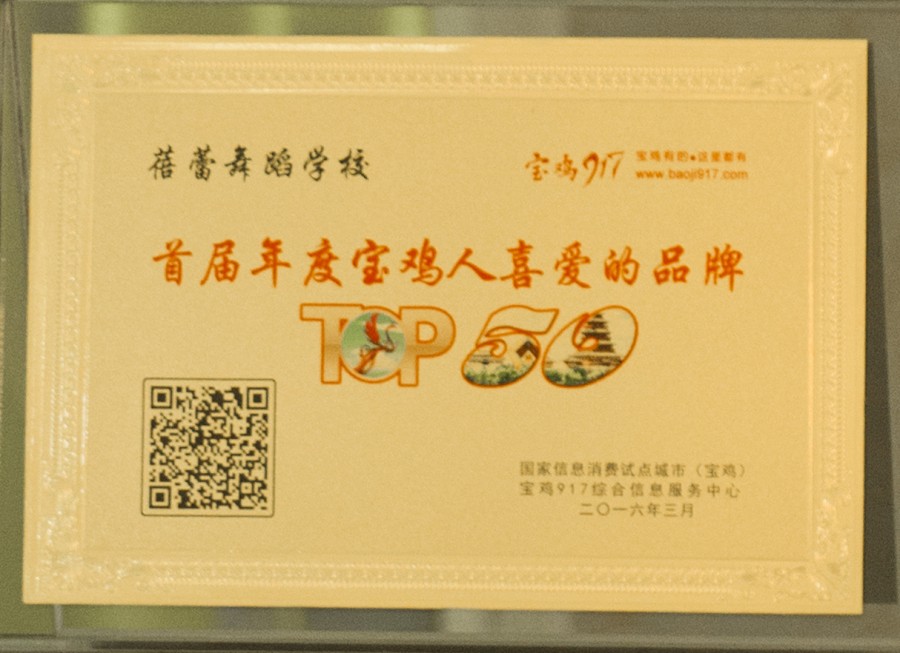 蓓蕾舞蹈学校
宝鸡917
宝鸡有的●这里都有
www.baoji917.com
首届年度宝鸡人喜爱的品牌
TOP50
国家信息消费试点城市（宝鸡）
宝鸡917综合信息服务中心
二〇一六年三月